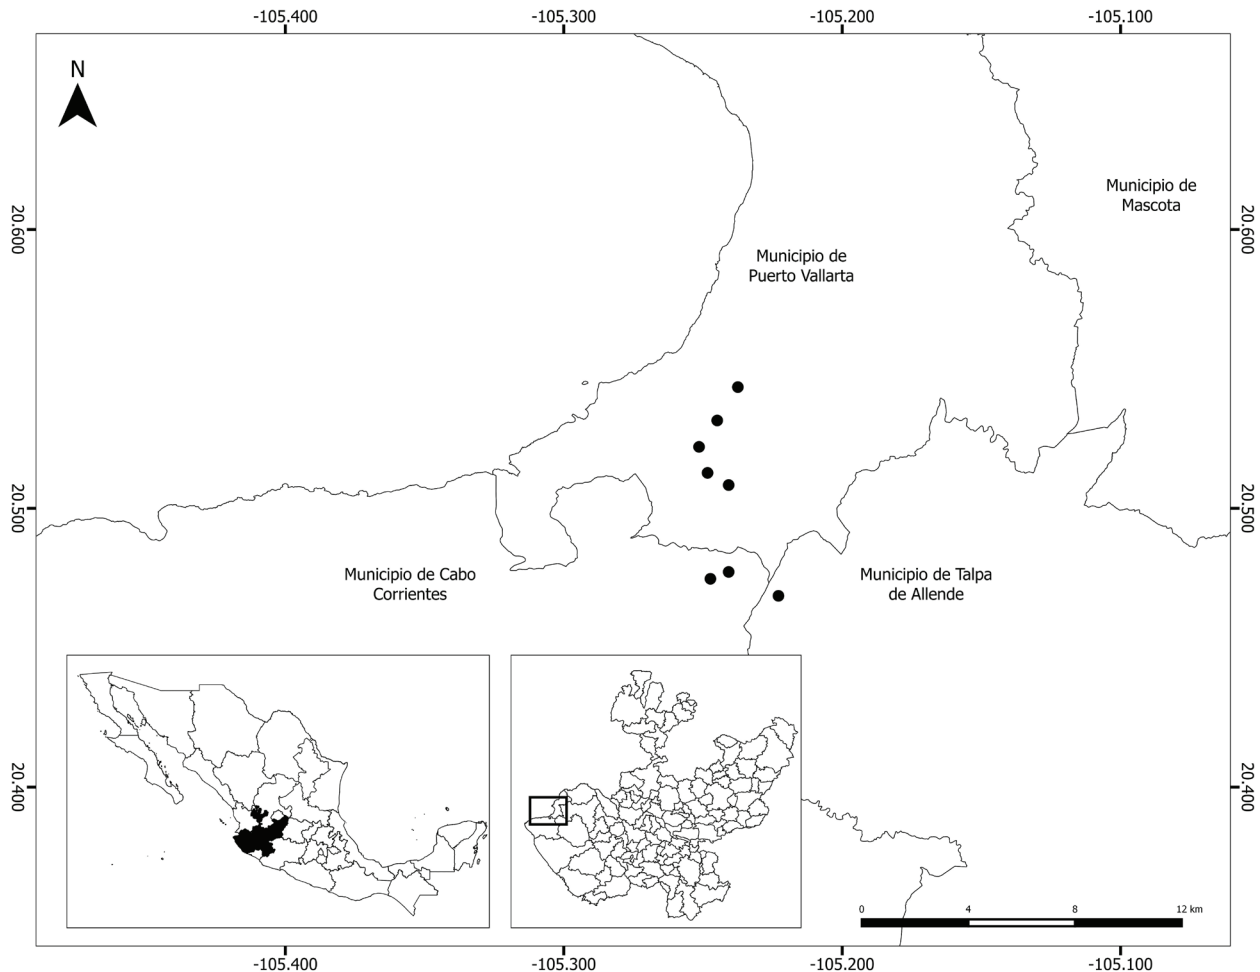 -105.400 -105.300 -105.200 -105.100
N
Municipio de
Mascota
20.600
20.600
Municipio de
Puerto Vallarta
20.500
20.500
Municipio de Cabo
Corrientes
Municipio de Talpa
de Allende
20.400
20.400
0 4 8 12 km
-105.400 -105.300 -105.200 -105.100